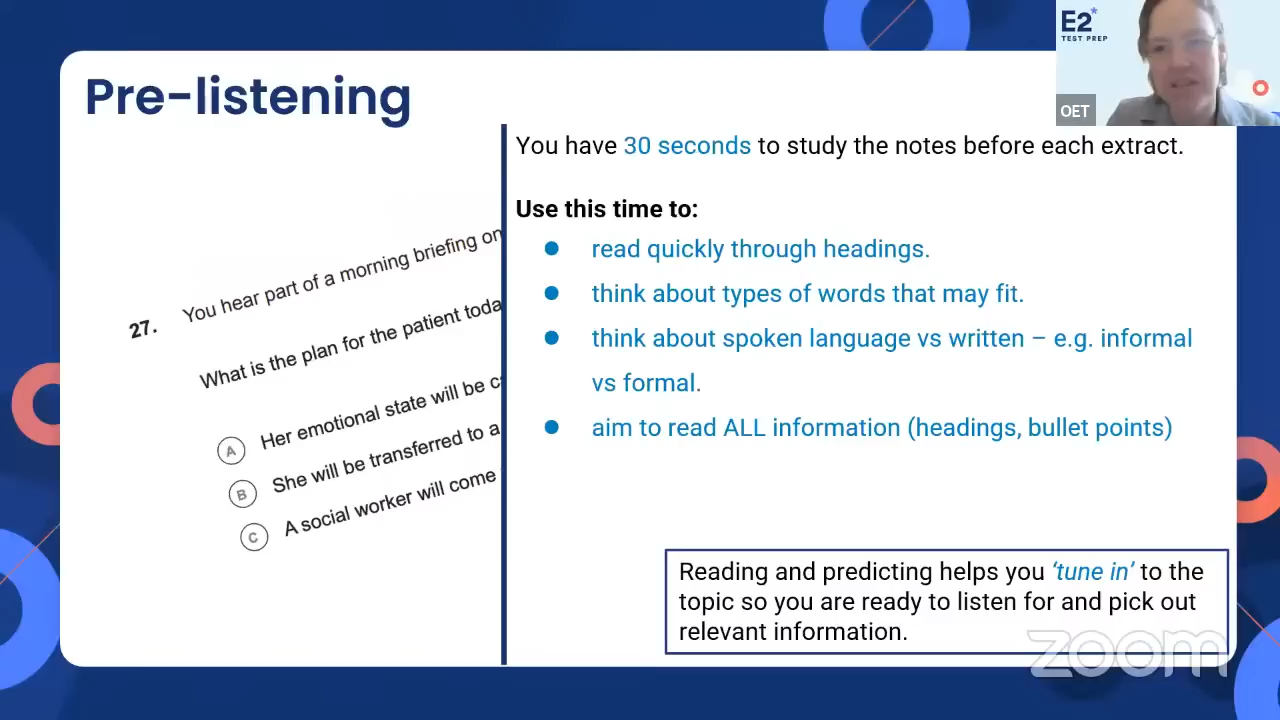 Pre-listening
E2*
TEST PREP
OET
You have 30 seconds to study the notes before each extract.
Use this time to:
read quickly through headings.
think about types of words that may fit.
think about spoken language vs written – e.g. informal
vs formal.
aim to read ALL information (headings, bullet points)
27. You hear part of a morning briefing on
What is the plan for the patient toda
A Her emotional state will be c
B She will be transferred to a
C A social worker will come
Reading and predicting helps you ‘tune in’ to the
topic so you are ready to listen for and pick out
relevant information.
zoom